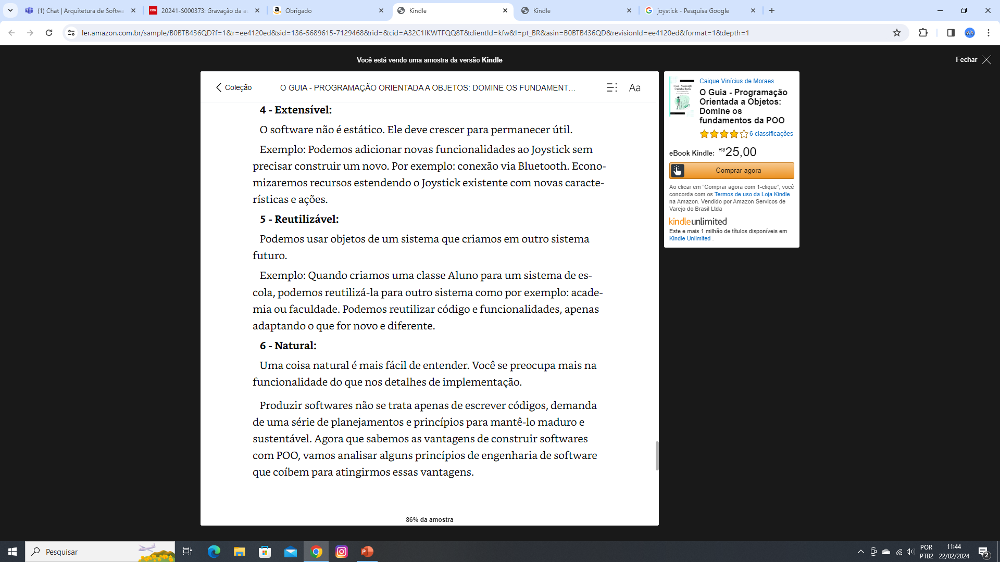 (1) Chat | Arquitetura de Softwa
20241-S000373: Gravação da au
Obrigado
Kindle
Kindle
joystick - Pesquisa Google
ler.amazon.com.br/sample/B0BTB436QD?f=1&r=ee4120ed&sid=136-5689615-7129468&rid=&cid=A32C1IKWTFQQ8T&clientId=kfw&l=pt_BR&asin=B0BTB436QD&revisionId=ee4120ed&format=1&depth=1
Você está vendo uma amostra da versão Kindle
Fechar
Coleção
O GUIA - PROGRAMAÇÃO ORIENTADA A OBJETOS: DOMINE OS FUNDAMENT...
Aa
4 - Extensível:
O software não é estático. Ele deve crescer para permanecer útil.
Exemplo: Podemos adicionar novas funcionalidades ao Joystick sem
precisar construir um novo. Por exemplo: conexão via Bluetooth. Econo-
mizaremos recursos estendendo o Joystick existente com novas caracte-
rísticas e ações.
5 - Reutilizável:
Podemos usar objetos de um sistema que criamos em outro sistema
futuro.
Exemplo: Quando criamos uma classe Aluno para um sistema de es-
cola, podemos reutilizá-la para outro sistema como por exemplo: acade-
mia ou faculdade. Podemos reutilizar código e funcionalidades, apenas
adaptando o que for novo e diferente.
6 - Natural:
Uma coisa natural é mais fácil de entender. Você se preocupa mais na
funcionalidade do que nos detalhes de implementação.
Produzir softwares não se trata apenas de escrever códigos, demanda
de uma série de planejamentos e princípios para mantê-lo maduro e
sustentável. Agora que sabemos as vantagens de construir softwares
com POO, vamos analisar alguns princípios de engenharia de software
que coíbem para atingirmos essas vantagens.
86% da amostra
Caique Vinícius de Moraes
O Guia - Programação
Orientada a Objetos:
Domine os
fundamentos da POO
6 classificações
eBook Kindle: R$25,00
Comprar agora
Ao clicar em “Comprar agora com 1-clique”, você
concorda com os Termos de uso da Loja Kindle
na Amazon. Vendido por Amazon Servicos de
Varejo do Brasil Ltda
kindleunlimited
Este e mais 1 milhão de títulos disponíveis em
Kindle Unlimited .
Pesquisar
POR
PTB2
11:44
22/02/2024
2